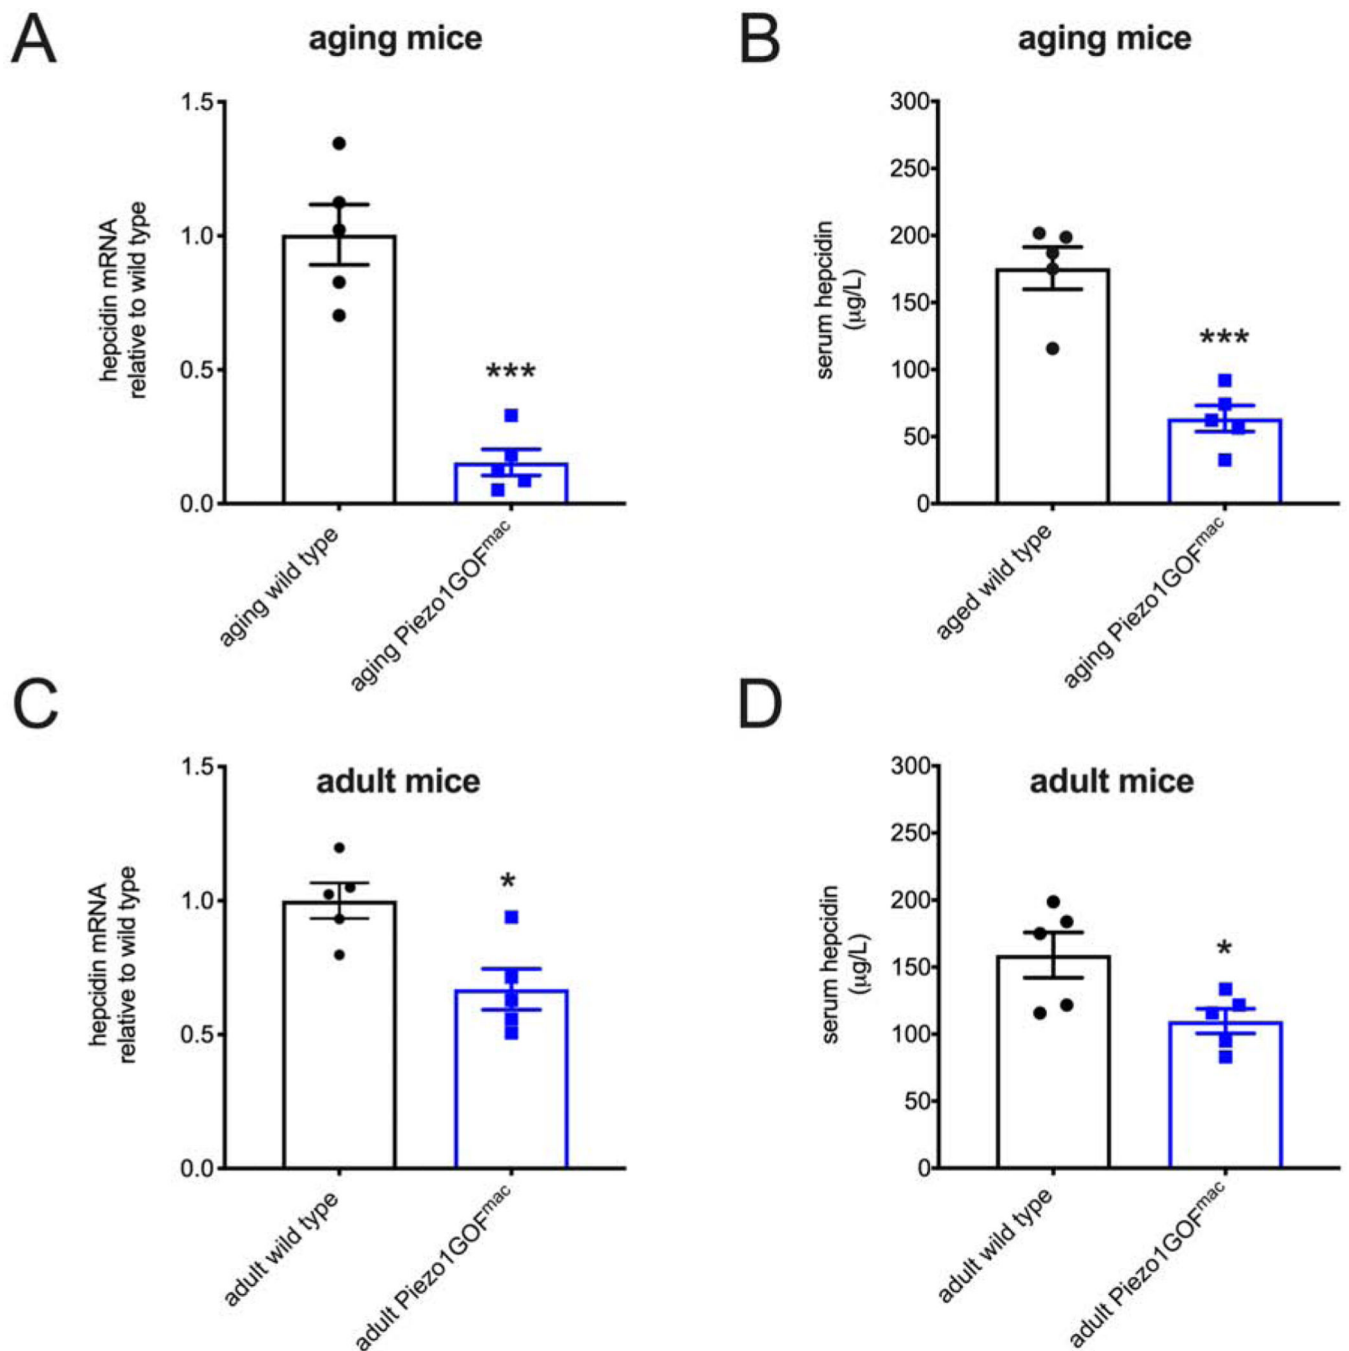 A
aging mice
1.5
1.0
0.5
0.0
hepcidin mRNA
relative to wild type
***
aging wild type
aging Piezo1GOFmac
B
aging mice
300
250
200
150
100
50
0
serum hepcidin
(μg/L)
***
aged wild type
aging Piezo1GOFmac
C
adult mice
1.5
1.0
0.5
0.0
hepcidin mRNA
relative to wild type
*
adult wild type
adult Piezo1GOFmac
D
adult mice
300
250
200
150
100
50
0
serum hepcidin
(μg/L)
*
adult wild type
adult Piezo1GOFmac